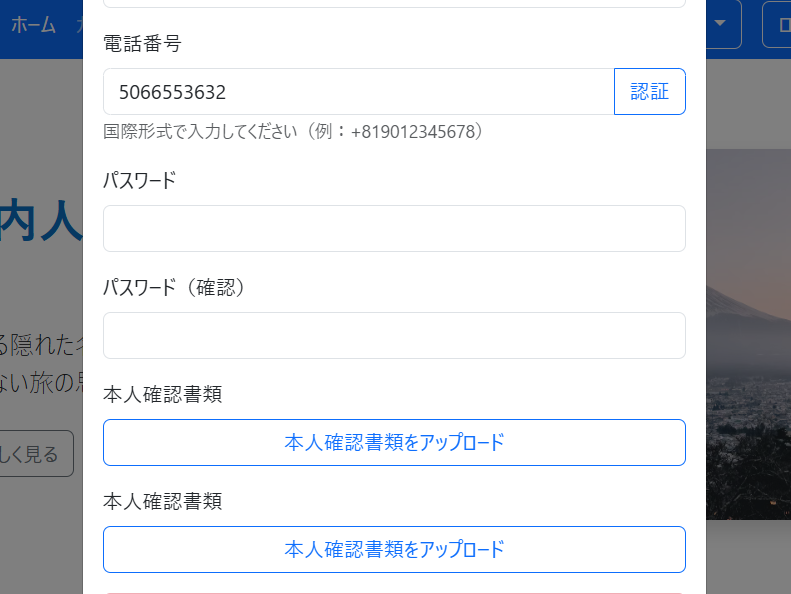 ホーム
電話番号
5066553632
認証
国際形式で入力してください（例：+819012345678）
パスワード
内人
パスワード（確認）
る隠れた
ない旅の思
本人確認書類
本人確認書類をアップロード
しく見る
本人確認書類
本人確認書類をアップロード